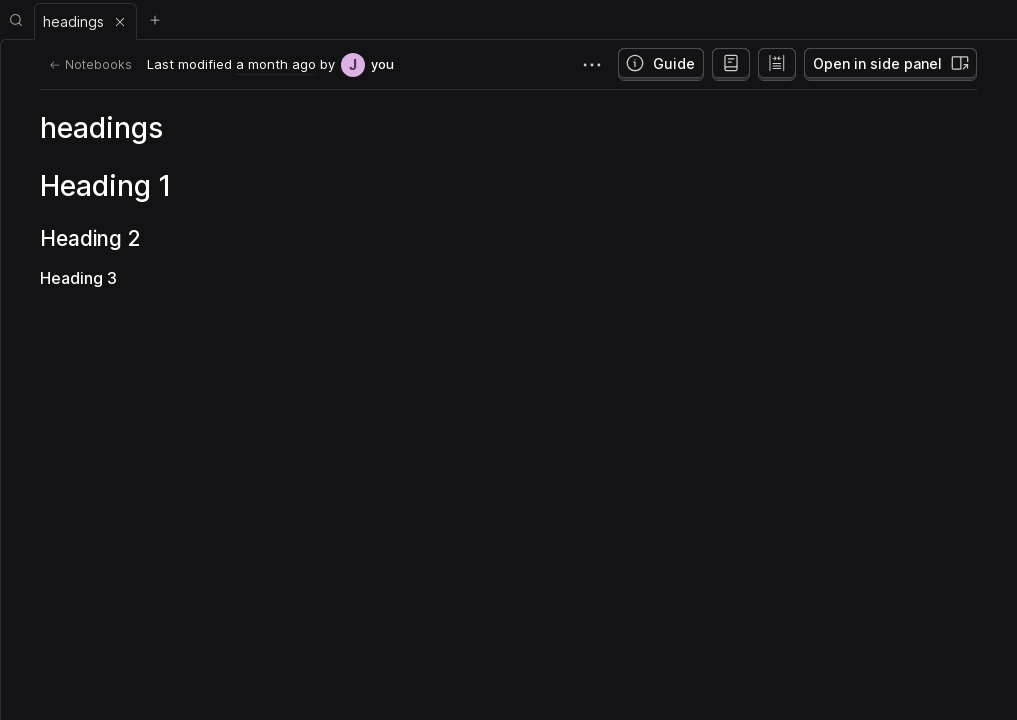 headings
Notebooks
Last modified a month ago by J you
Guide
Open in side panel
headings
Heading 1
Heading 2
Heading 3